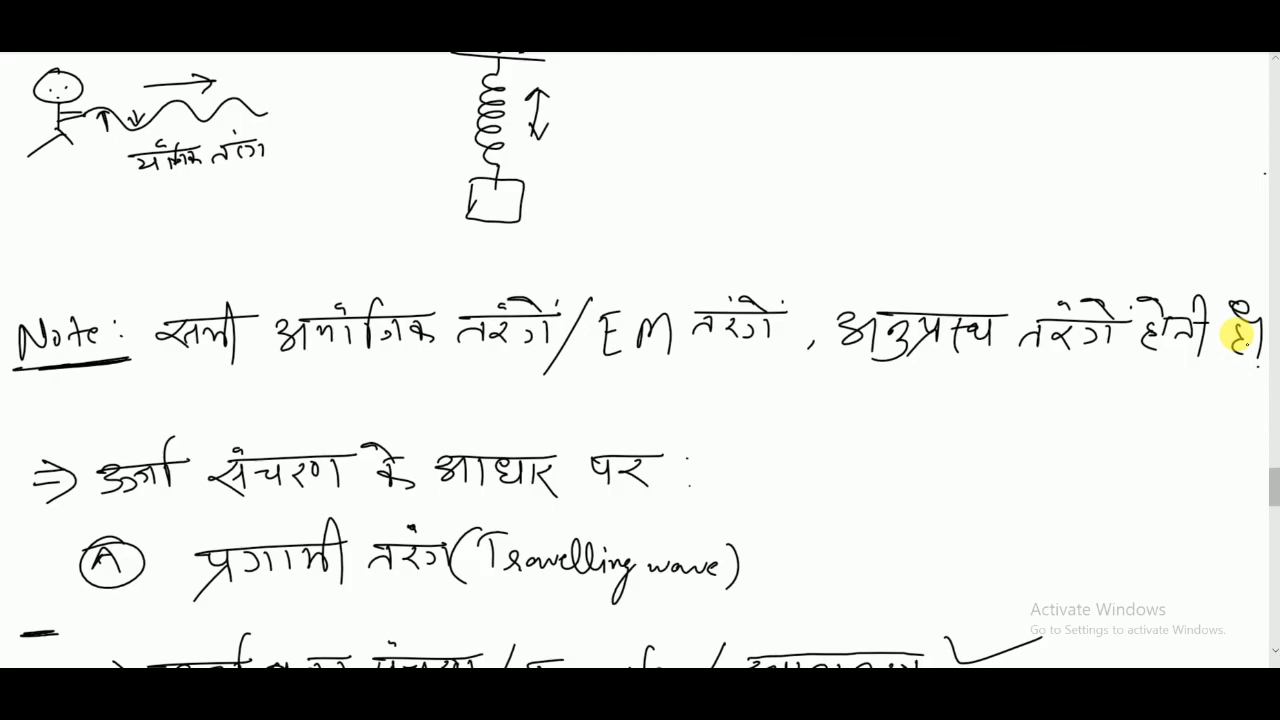 यांत्रिक तरंग
Note: सभी अयांत्रिक तरंगें / EM तरंगें, अनुप्रस्थ तरंगें होती हैं।
⇒ ऊर्जा संचरण के आधार पर :
(A) प्रगामी तरंग (Travelling wave)
Activate Windows
Go to Settings to activate Windows.